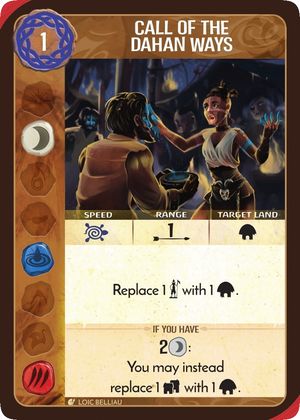 1
CALL OF THE
DAHAN WAYS
SPEED RANGE TARGET LAND
1
Replace 1 with 1.
IF YOU HAVE
2:
You may instead
replace 1 with 1.
LOIC BELLIAU